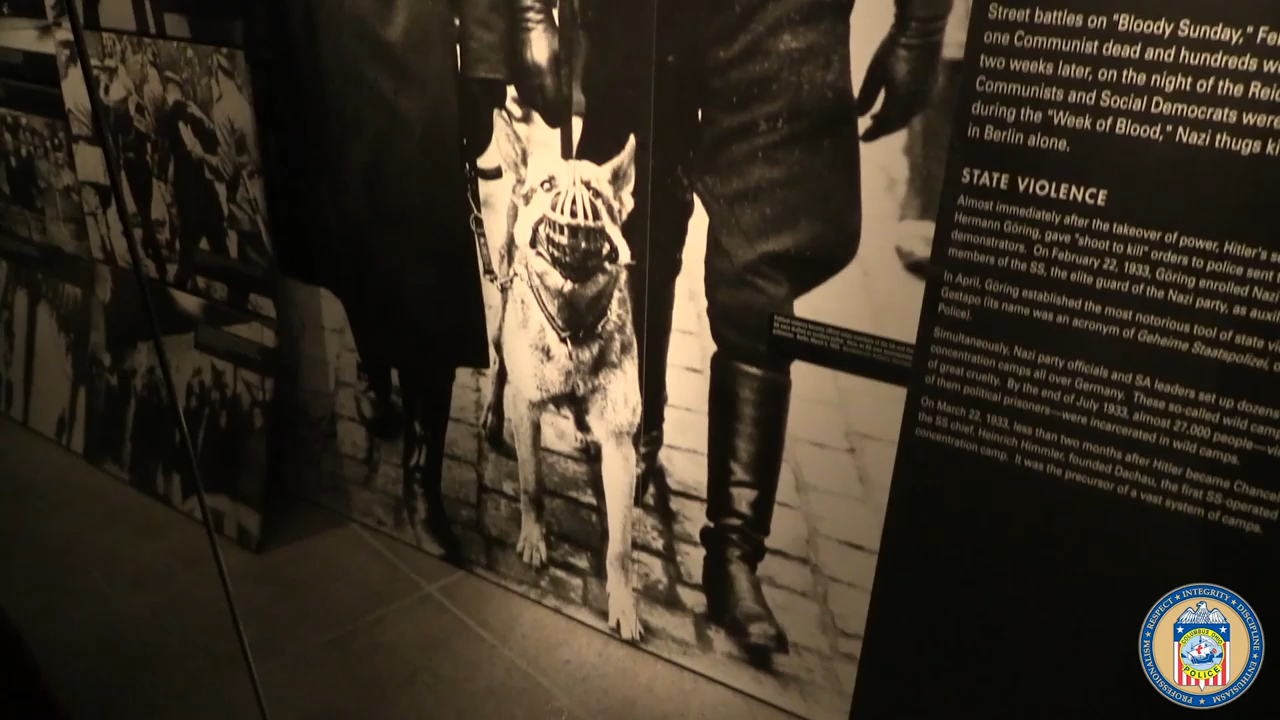 Street battles on "Bloody Sunday," Fe
one Communist dead and hundreds w
two weeks later, on the night of the Reic
Communists and Social Democrats were
during the "Week of Blood," Nazi thugs ki
in Berlin alone.
STATE VIOLENCE
Almost immediately after the takeover of power, Hitler's s
Hermann Göring, gave "shoot to kill" orders to police sent
demonstrators. On February 22, 1933, Göring enrolled Nazi
members of the SS, the elite guard of the Nazi party, as auxil
In April, Göring established the most notorious tool of state vi
Gestapo (its name was an acronym of Geheime Staatspolizei,
Police).
Simultaneously, Nazi party officials and SA leaders set up dozens
concentration camps all over Germany. These so-called wild camp
of great cruelty. By the end of July 1933, almost 27,000 people—vi
of them political prisoners—were incarcerated in wild camps.
On March 22, 1933, less than two months after Hitler became Chance
the SS chief, Heinrich Himmler, founded Dachau, the first SS-operated
concentration camp. It was the precursor of a vast system of camps.
RESPECT ★ INTEGRITY ★ DISCIPLINE
COLUMBUS OHIO
POLICE
PROFESSIONALISM ★ PRIDE ★ ENTHUSIASM